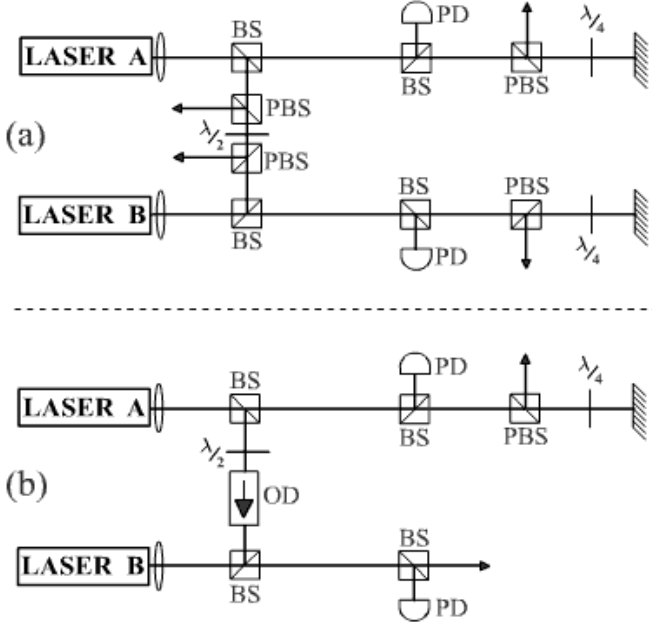 BS
PD
λ/4
LASER A
BS
PBS
PBS
(a)
λ/2
PBS
BS
PBS
LASER B
BS
PD
λ/4
PD
λ/4
BS
LASER A
BS
PBS
λ/2
(b)
OD
BS
LASER B
BS
PD